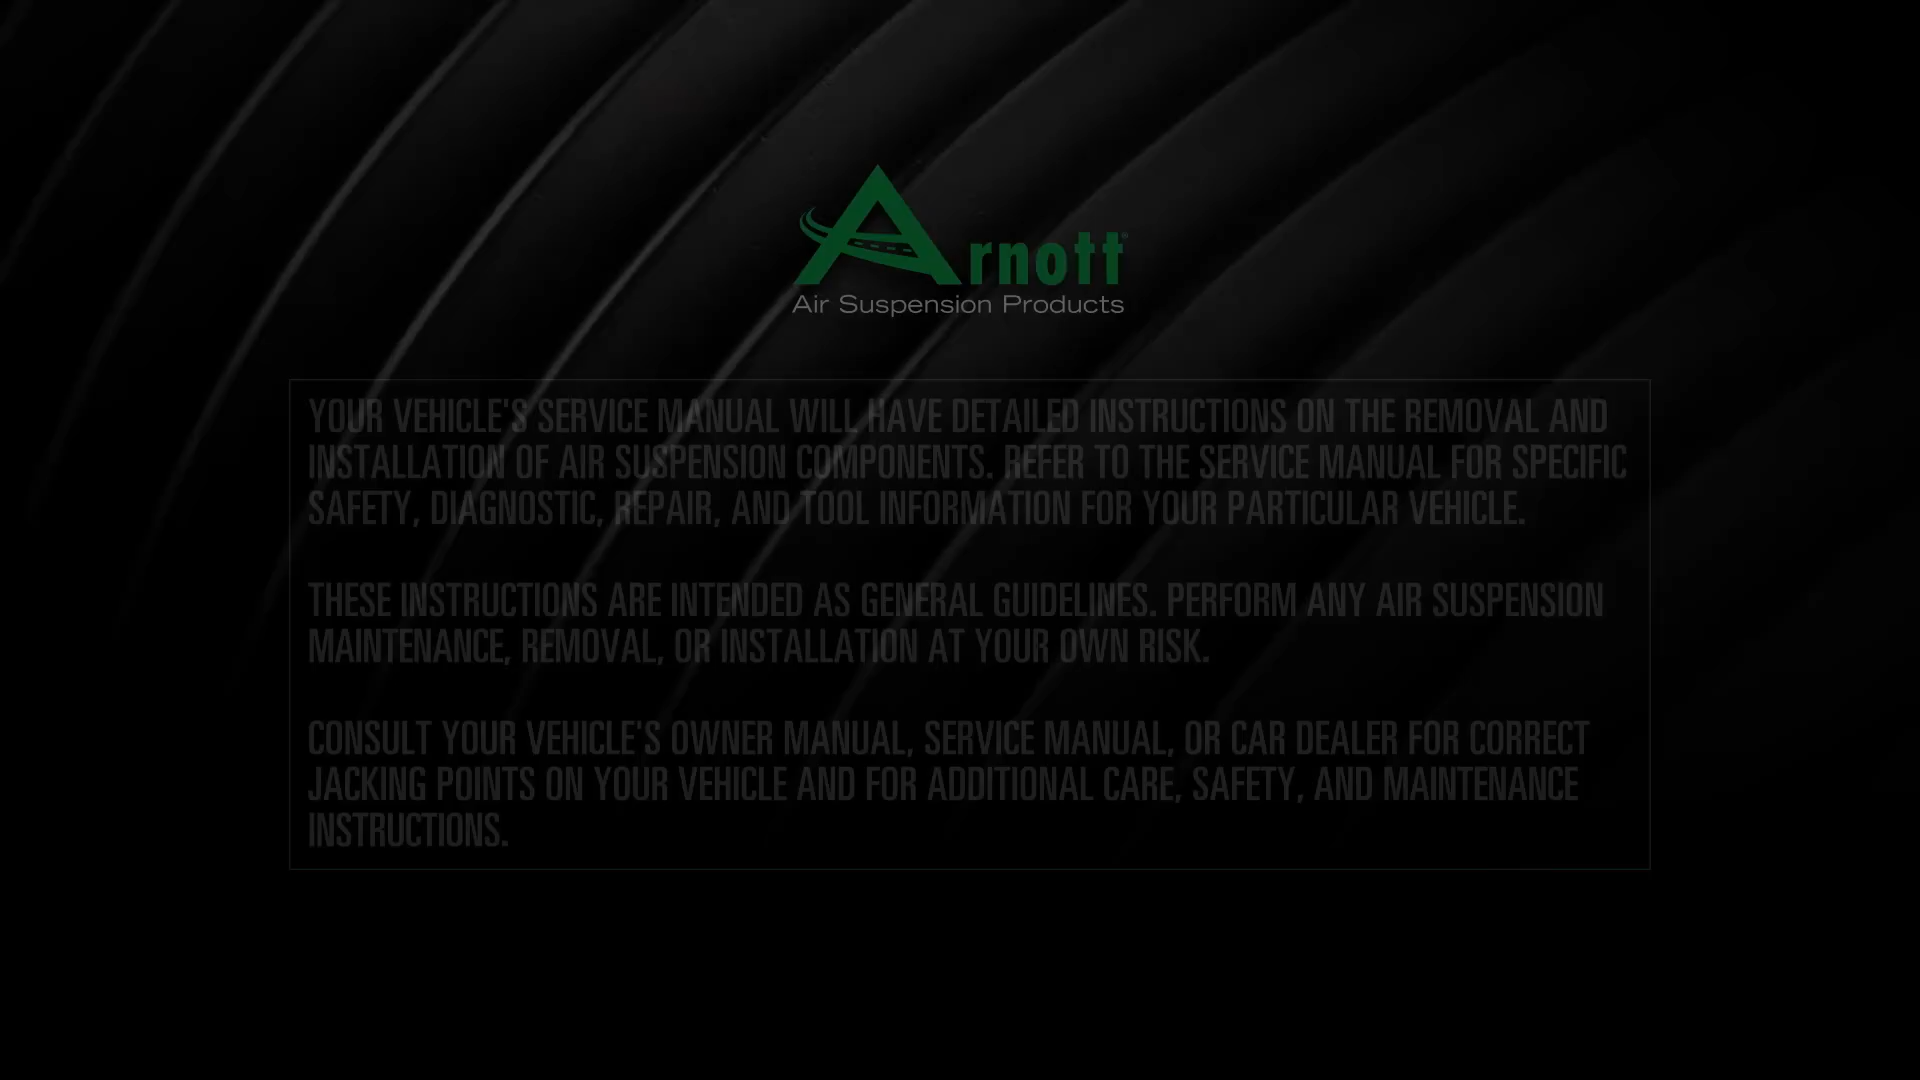 Arnott®
Air Suspension Products
YOUR VEHICLE'S SERVICE MANUAL WILL HAVE DETAILED INSTRUCTIONS ON THE REMOVAL AND
INSTALLATION OF AIR SUSPENSION COMPONENTS. REFER TO THE SERVICE MANUAL FOR SPECIFIC
SAFETY, DIAGNOSTIC, REPAIR, AND TOOL INFORMATION FOR YOUR PARTICULAR VEHICLE.
THESE INSTRUCTIONS ARE INTENDED AS GENERAL GUIDELINES. PERFORM ANY AIR SUSPENSION
MAINTENANCE, REMOVAL, OR INSTALLATION AT YOUR OWN RISK.
CONSULT YOUR VEHICLE'S OWNER MANUAL, SERVICE MANUAL, OR CAR DEALER FOR CORRECT
JACKING POINTS ON YOUR VEHICLE AND FOR ADDITIONAL CARE, SAFETY, AND MAINTENANCE
INSTRUCTIONS.